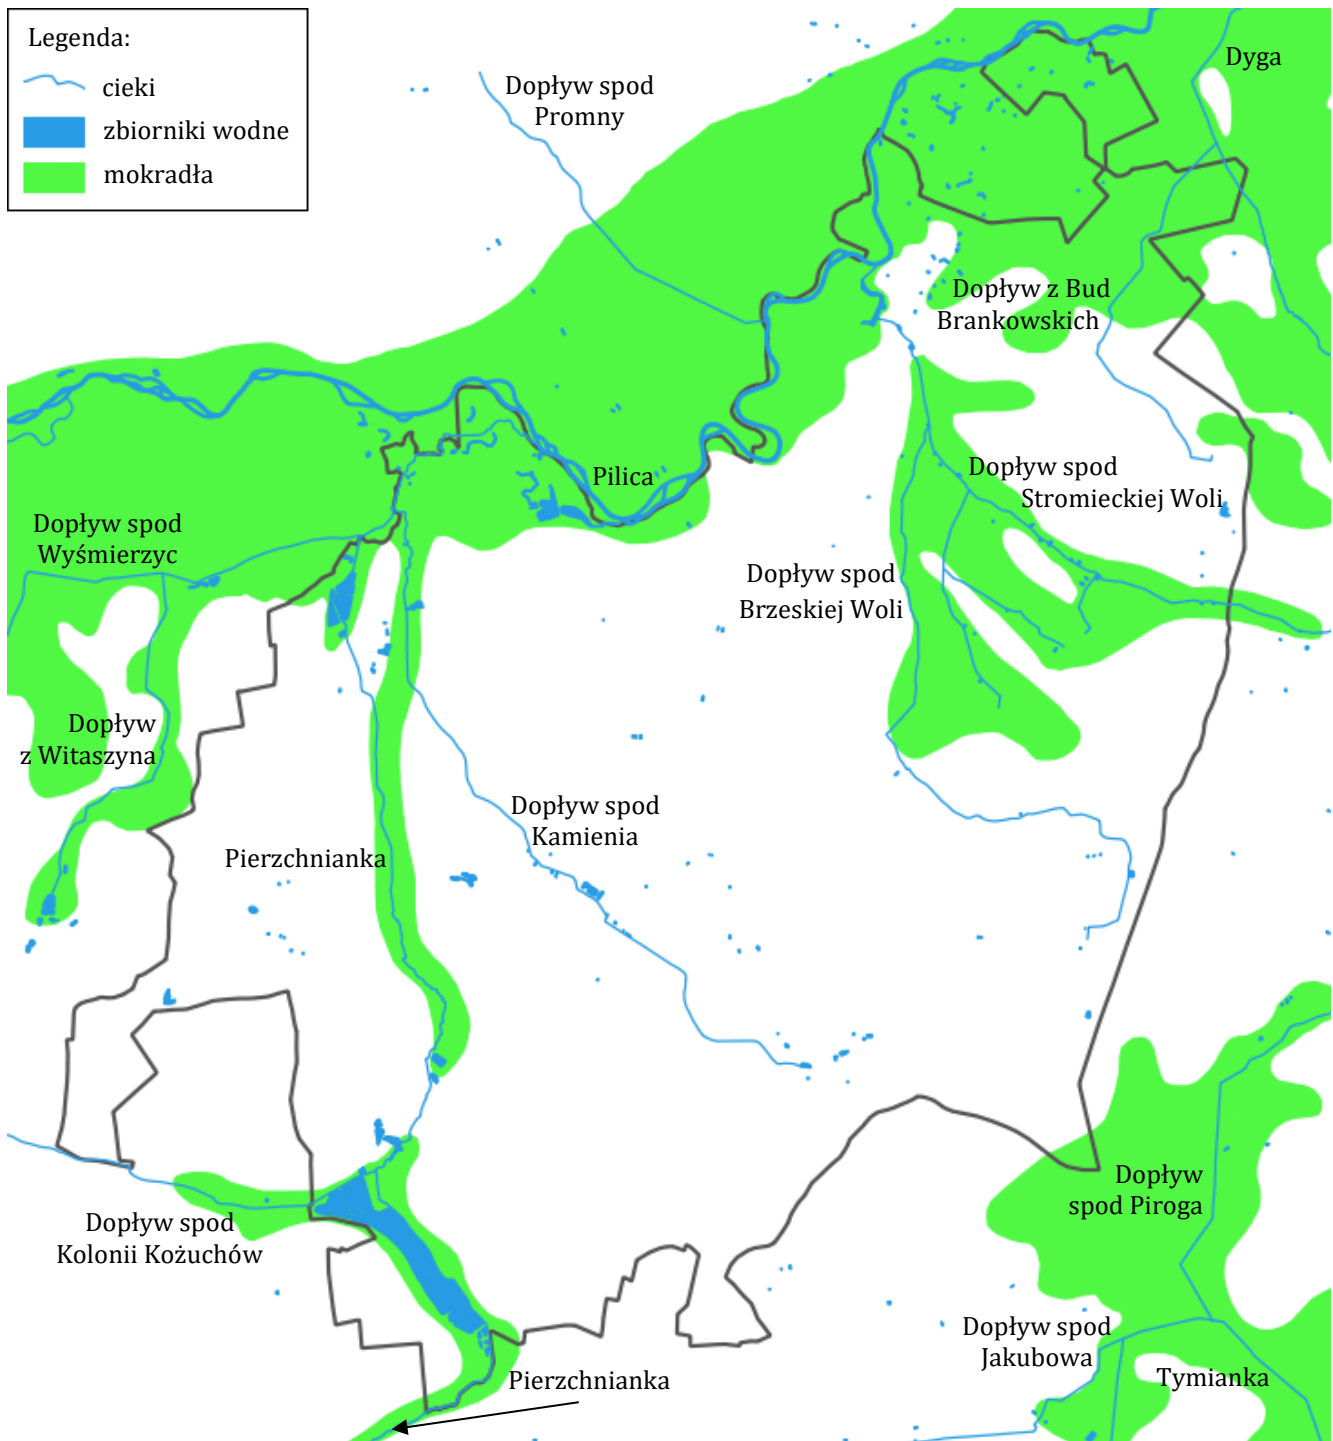 Legenda:
cieki
zbiorniki wodne
mokradła
Dopływ spod
Promny
Dyga
Dopływ z Bud
Brankowskich
Pilica
Dopływ spod
Stromieckiej Woli
Dopływ spod
Wyśmierzyc
Dopływ spod
Brzeskiej Woli
Dopływ
z Witaszyna
Dopływ spod
Kamienia
Pierzchnianka
Dopływ
spod Piroga
Dopływ spod
Kolonii Kożuchów
Dopływ spod
Jakubowa
Tymianka
Pierzchnianka